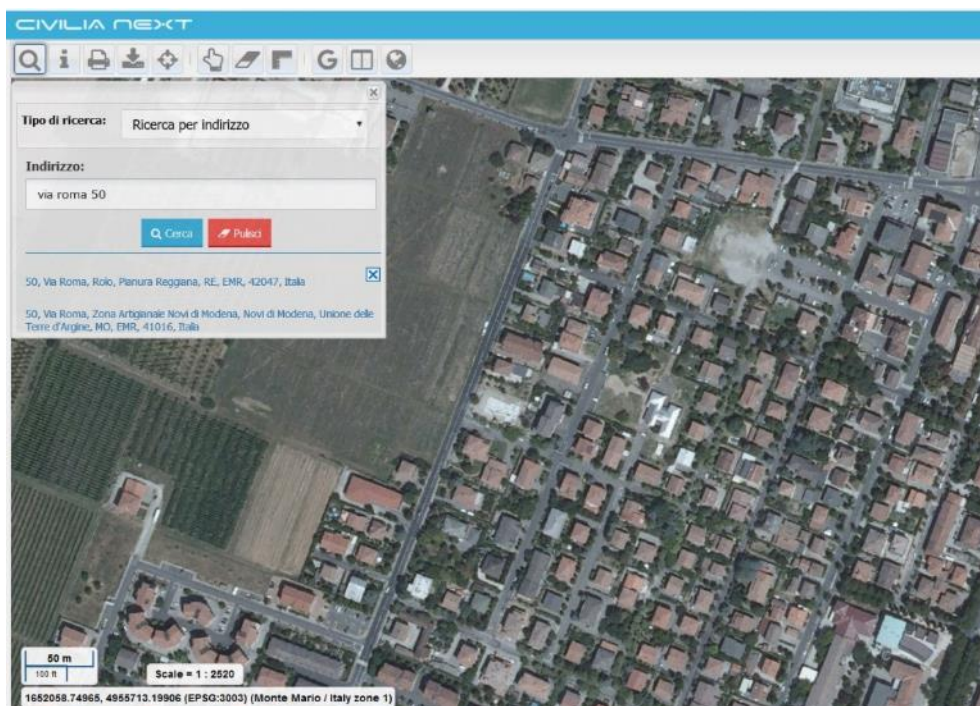 CIVILIA NEXT
Tipo di ricerca:
Ricerca per indirizzo
Indirizzo:
via roma 50
Cerca
Pulisci
50, Via Roma, Rolo, Pianura Reggiana, RE, EMR, 42047, Italia
50, Via Roma, Zona Artigianale Novi di Modena, Novi di Modena, Unione delle
Terre d'Argine, MO, EMR, 41016, Italia
50 m
100 ft
Scale = 1 : 2520
1652058.74965, 4955713.19906 (EPSG:3003) (Monte Mario / Italy zone 1)